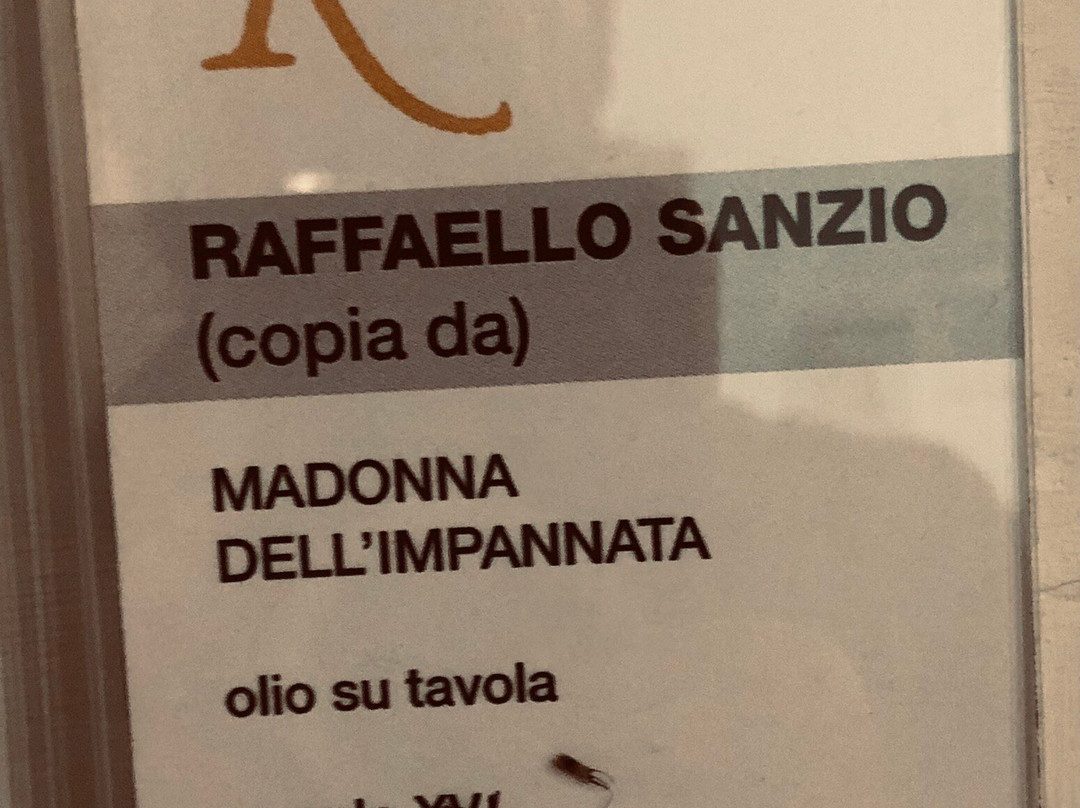 R
RAFFAELLO SANZIO
(copia da)
MADONNA
DELL'IMPANNATA
olio su tavola